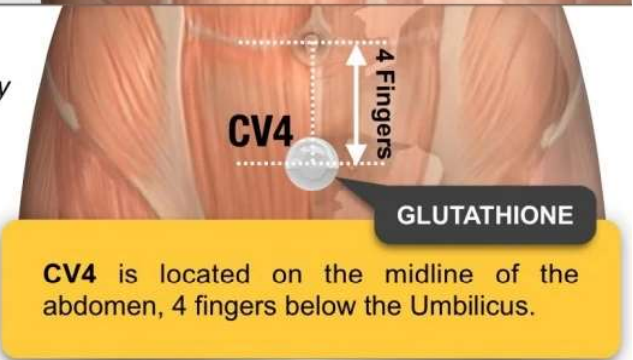 y
4 Fingers
CV4
GLUTATHIONE
CV4 is located on the midline of the
abdomen, 4 fingers below the Umbilicus.